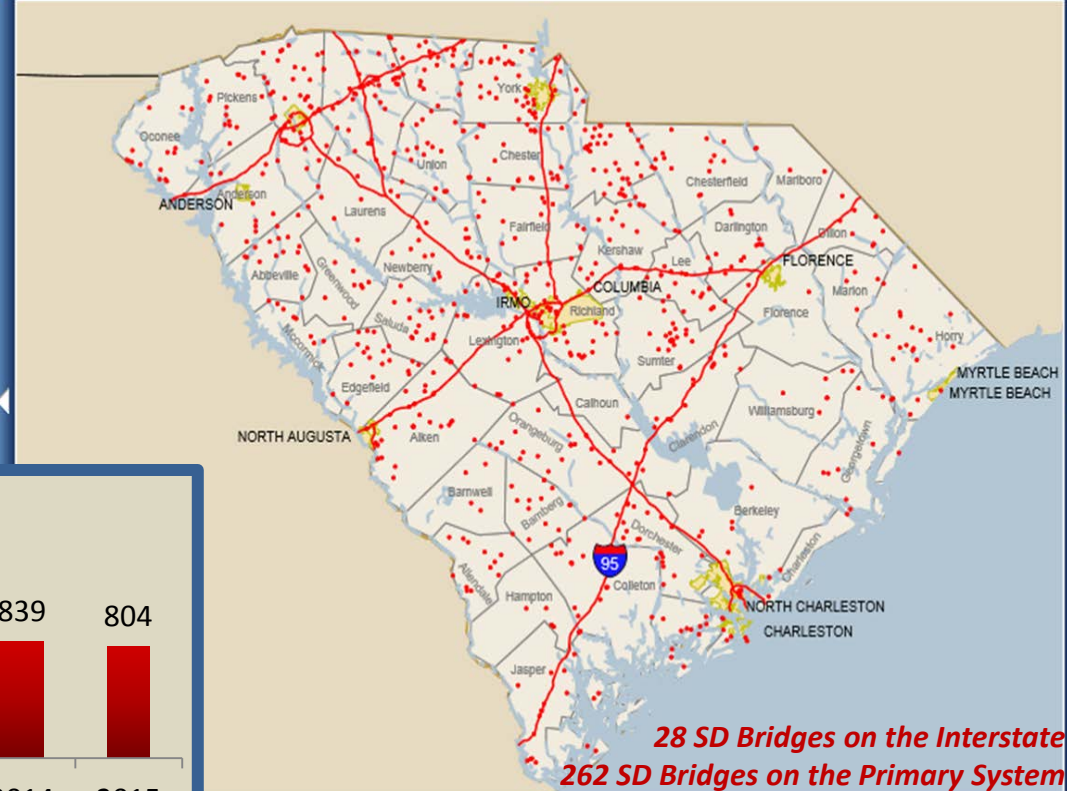 York
Pickens
Oconee
Chester
Union
Chesterfield
Marlboro
Anderson
ANDERSON
Laurens
Fairfield
Darlington
Dillon
Kershaw
Lee
FLORENCE
Abbeville
Greenwood
Newberry
COLUMBIA
Marion
IRMO
Richland
Florence
Saluda
Mccormick
Lexington
Horry
Sumter
MYRTLE BEACH
Edgefield
MYRTLE BEACH
Calhoun
Williamsburg
NORTH AUGUSTA
Aiken
Orangeburg
Clarendon
Georgetown
Barnwell
Bamberg
Berkeley
Dorchester
95
Charleston
Allendale
Colleton
Hampton
NORTH CHARLESTON
CHARLESTON
Jasper
839
804
28 SD Bridges on the Interstate
262 SD Bridges on the Primary System
2014
2015